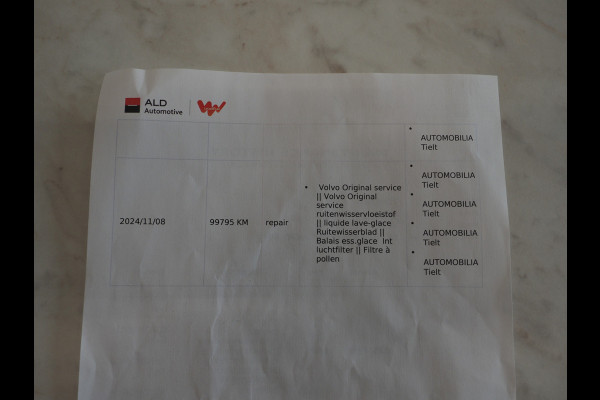 ALD
Automotive
• AUTOMOBILIA
Tielt
2024/11/08
99795 KM
repair
• Volvo Original service
|| Volvo Original
service
ruitenwisservloeistof
|| liquide lave-glace
Ruitewisserblad ||
Balais ess.glace Int
luchtfilter || Filtre à
pollen
• AUTOMOBILIA
Tielt
• AUTOMOBILIA
Tielt
• AUTOMOBILIA
Tielt
• AUTOMOBILIA
Tielt